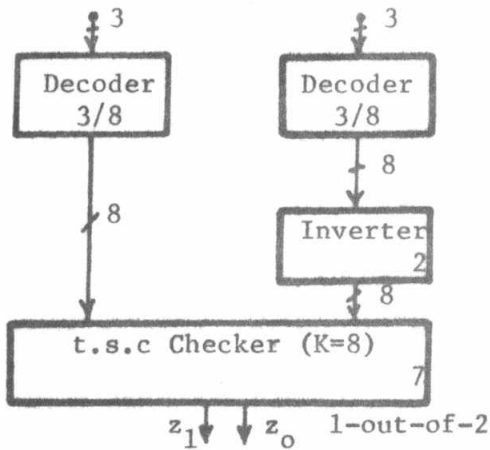 3
3
Decoder
3/8
Decoder
3/8
8
8
Inverter
2
8
t.s.c Checker (K=8)
7
z1 zo 1-out-of-2